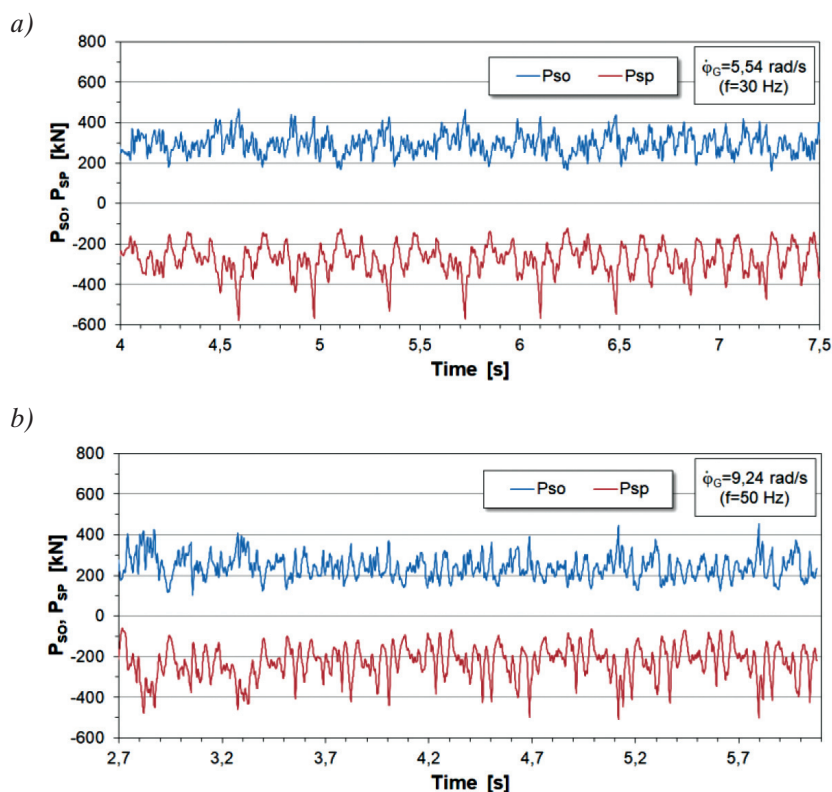 a)
800
600
400
200
0
-200
-400
-600
P_SO, P_SP [kN]
Pso Psp
φ̇_G=5,54 rad/s
(f=30 Hz)
4 4,5 5 5,5 6 6,5 7 7,5
Time [s]
b)
800
600
400
200
0
-200
-400
-600
P_SO, P_SP [kN]
Pso Psp
φ̇_G=9,24 rad/s
(f=50 Hz)
2,7 3,2 3,7 4,2 4,7 5,2 5,7
Time [s]